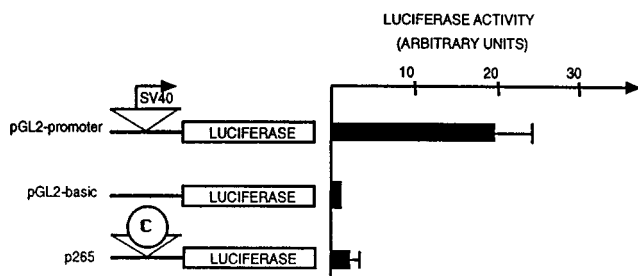 LUCIFERASE ACTIVITY
(ARBITRARY UNITS)
10 20 30
SV40
pGL2-promoter
LUCIFERASE
pGL2-basic
LUCIFERASE
C
p265
LUCIFERASE